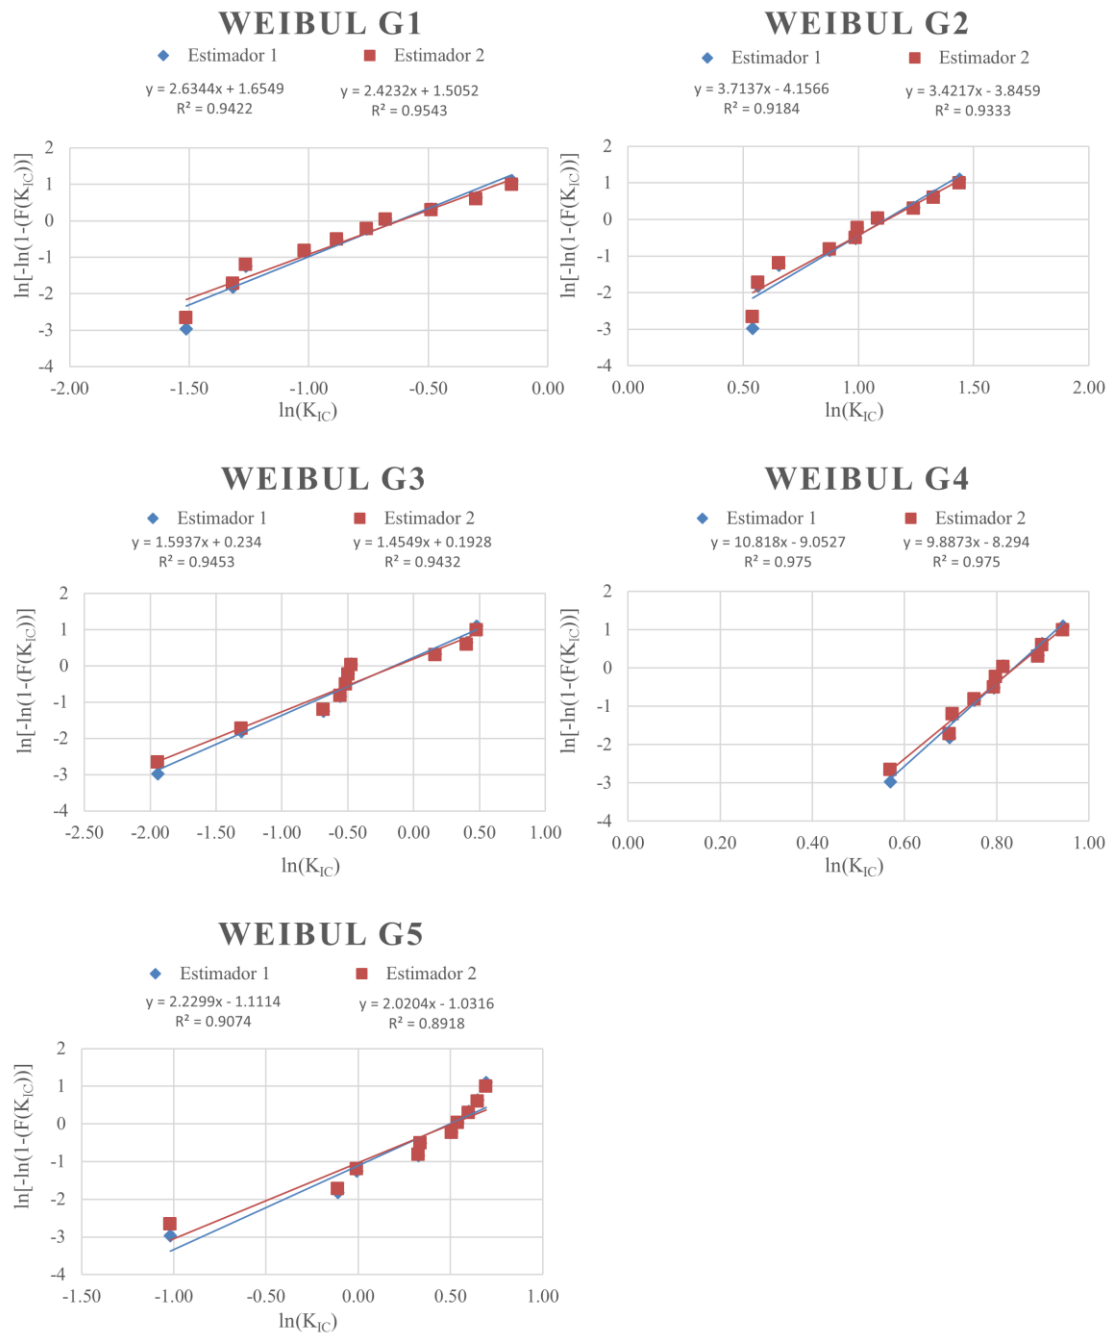 WEIBUL G1
Estimador 1 Estimador 2
y = 2.6344x + 1.6549 y = 2.4232x + 1.5052
R² = 0.9422 R² = 0.9543
ln[-ln(1-(F(K_IC))]
2
1
0
-1
-2
-3
-4
-2.00 -1.50 -1.00 -0.50 0.00
ln(K_IC)
WEIBUL G2
Estimador 1 Estimador 2
y = 3.7137x - 4.1566 y = 3.4217x - 3.8459
R² = 0.9184 R² = 0.9333
ln[-ln(1-(F(K_IC))]
2
1
0
-1
-2
-3
-4
0.00 0.50 1.00 1.50 2.00
ln(K_IC)
WEIBUL G3
Estimador 1 Estimador 2
y = 1.5937x + 0.234 y = 1.4549x + 0.1928
R² = 0.9453 R² = 0.9432
ln[-ln(1-(F(K_IC))]
2
1
0
-1
-2
-3
-4
-2.50 -2.00 -1.50 -1.00 -0.50 0.00 0.50 1.00
ln(K_IC)
WEIBUL G4
Estimador 1 Estimador 2
y = 10.818x - 9.0527 y = 9.8873x - 8.294
R² = 0.975 R² = 0.975
ln[-ln(1-(F(K_IC))]
2
1
0
-1
-2
-3
-4
0.00 0.20 0.40 0.60 0.80 1.00
ln(K_IC)
WEIBUL G5
Estimador 1 Estimador 2
y = 2.2299x - 1.1114 y = 2.0204x - 1.0316
R² = 0.9074 R² = 0.8918
ln[-ln(1-(F(K_IC))]
2
1
0
-1
-2
-3
-4
-1.50 -1.00 -0.50 0.00 0.50 1.00
ln(K_IC)